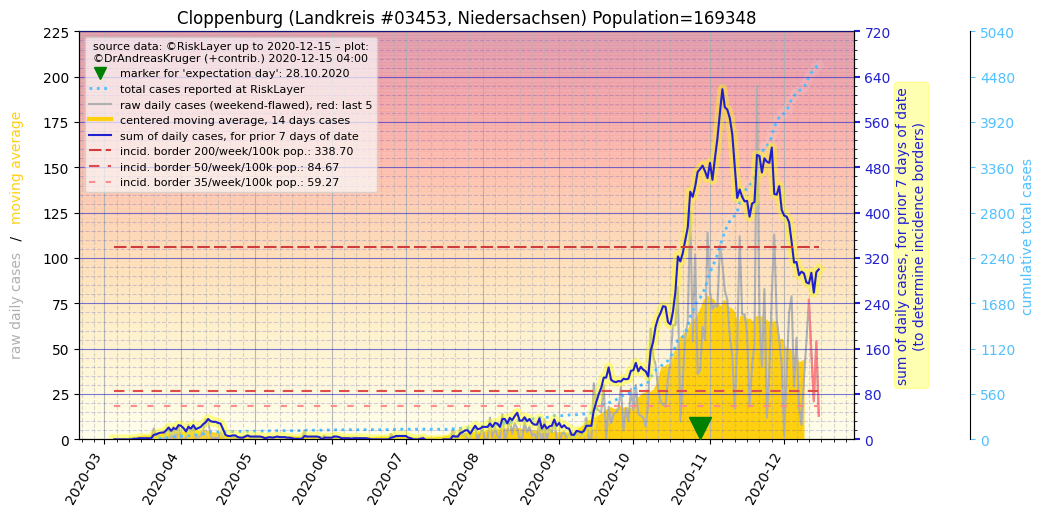 Cloppenburg (Landkreis #03453, Niedersachsen) Population=169348
source data: ©RiskLayer up to 2020-12-15 – plot:
©DrAndreasKruger (+contrib.) 2020-12-15 04:00
marker for 'expectation day': 28.10.2020
total cases reported at RiskLayer
raw daily cases (weekend-flawed), red: last 5
centered moving average, 14 days cases
sum of daily cases, for prior 7 days of date
incid. border 200/week/100k pop.: 338.70
incid. border 50/week/100k pop.: 84.67
incid. border 35/week/100k pop.: 59.27
raw daily cases / moving average
225
200
175
150
125
100
75
50
25
0
2020-03
2020-04
2020-05
2020-06
2020-07
2020-08
2020-09
2020-10
2020-11
2020-12
720
640
560
480
400
320
240
160
80
0
sum of daily cases, for prior 7 days of date
(to determine incidence borders)
5040
4480
3920
3360
2800
2240
1680
1120
560
0
cumulative total cases